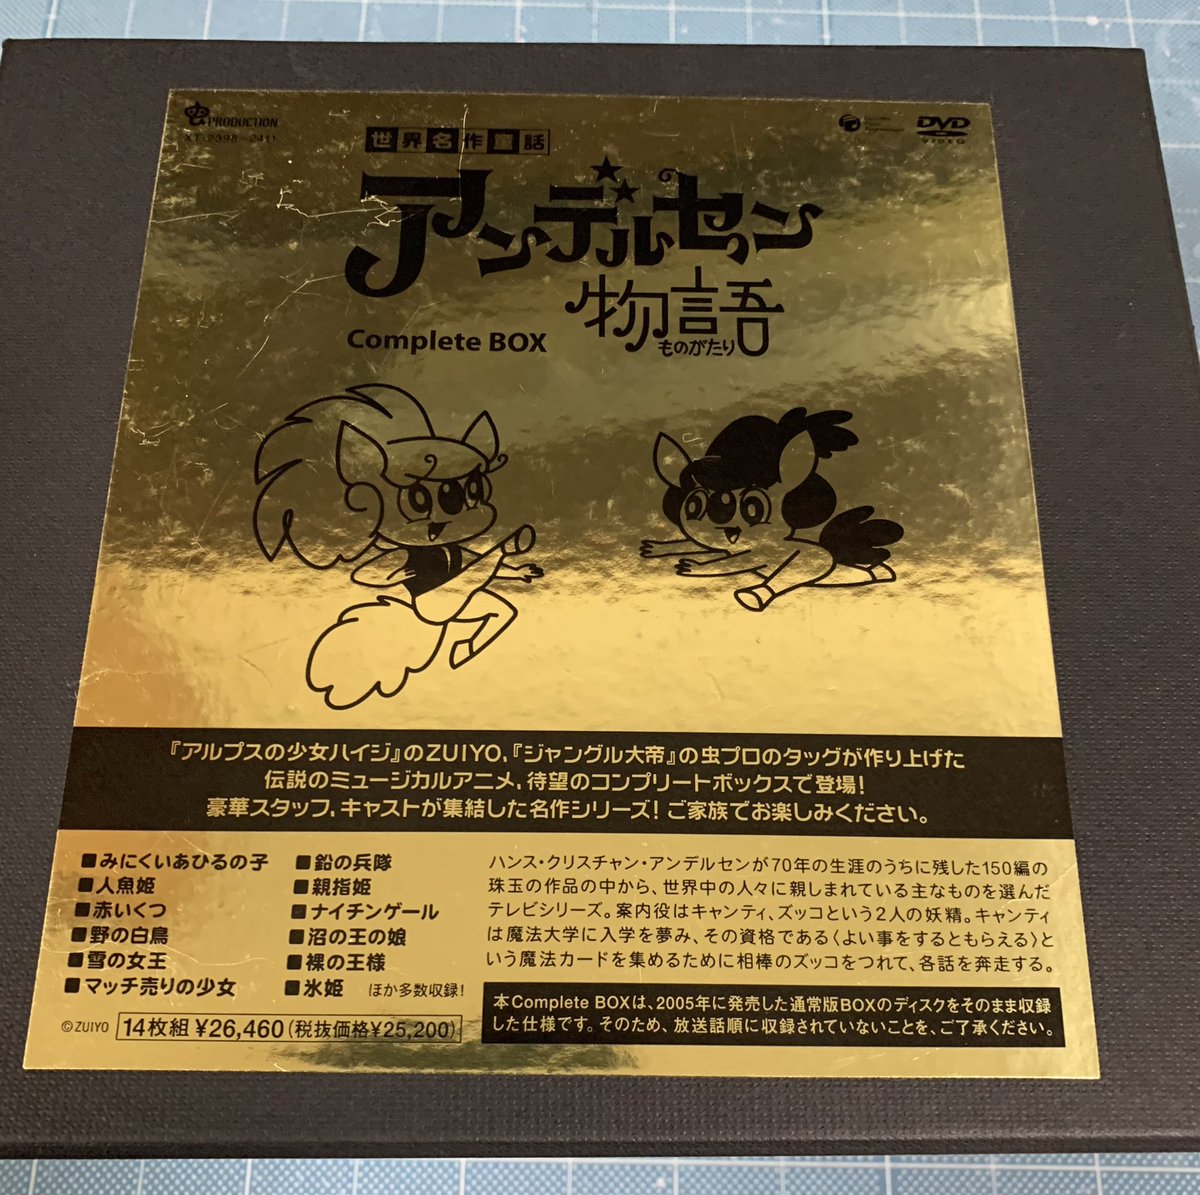 PRODUCTION
XT-2398~2411
DVD
VIDEO
世界名作童話
アンデルセン
物語
ものがたり
Complete BOX
『アルプスの少女ハイジ』のZUIYO,『ジャングル大帝』の虫プロのタッグが作り上げた
伝説のミュージカルアニメ,待望のコンプリートボックスで登場!
豪華スタッフ,キャストが集結した名作シリーズ!ご家族でお楽しみください。
■みにくいあひるの子
■人魚姫
■赤いくつ
■野の白鳥
■雪の女王
■マッチ売りの少女
■鉛の兵隊
■親指姫
■ナイチンゲール
■沼の王の娘
■裸の王様
■氷姫 ほか多数収録!
ハンス・クリスチャン・アンデルセンが70年の生涯のうちに残した150編の
珠玉の作品の中から、世界中の人々に親しまれている主なものを選んだ
テレビシリーズ。案内役はキャンティ、ズッコという2人の妖精。キャンティ
は魔法大学に入学を夢み、その資格である〈よい事をするともらえる〉と
いう魔法カードを集めるために相棒のズッコをつれて、各話を奔走する。
©ZUIYO
14枚組 ¥26,460(税抜価格¥25,200)
本Complete BOXは、2005年に発売した通常版BOXのディスクをそのまま収録
した仕様です。そのため、放送話順に収録されていないことを、ご了承ください。